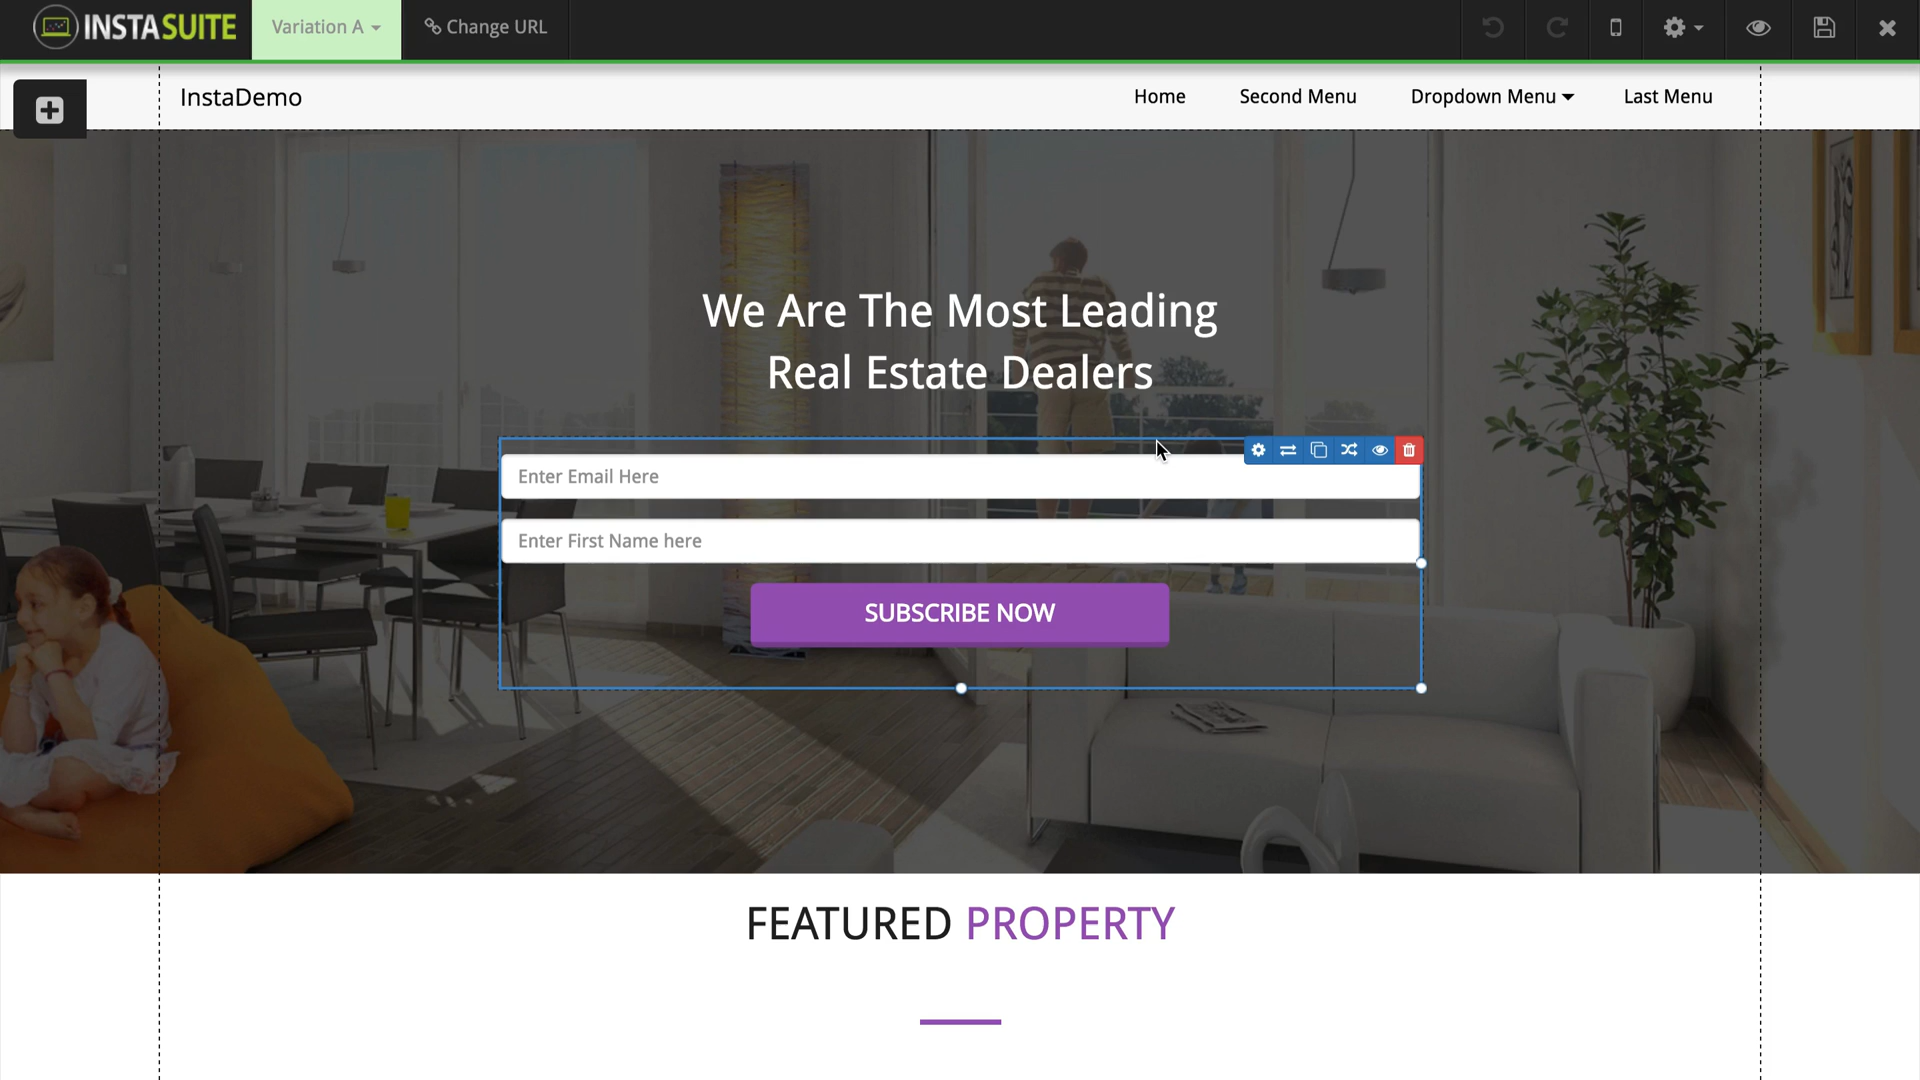 INSTASUITE
Variation A
Change URL
InstaDemo
Home
Second Menu
Dropdown Menu
Last Menu
We Are The Most Leading
Real Estate Dealers
Enter Email Here
Enter First Name here
SUBSCRIBE NOW
FEATURED PROPERTY